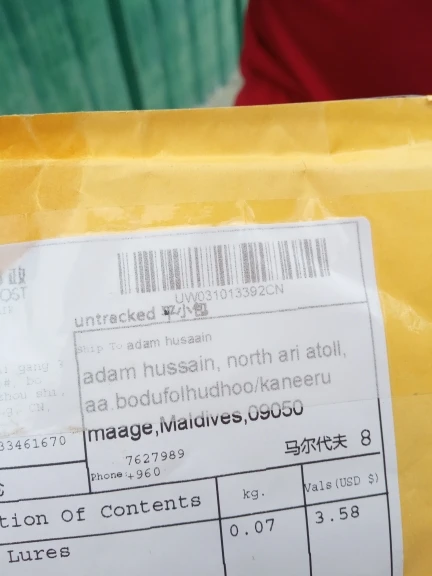 OST
UW031013392CN
untracked 平小包
Ship To adam husaain
adam hussain, north ari atoll,
aa.bodufolhudhoo/kaneeru
maage,Maldives,09050
33461670
7627989
Phone +960
马尔代夫 8
tion Of Contents
kg.
Vals(USD $)
Lures
0.07
3.58